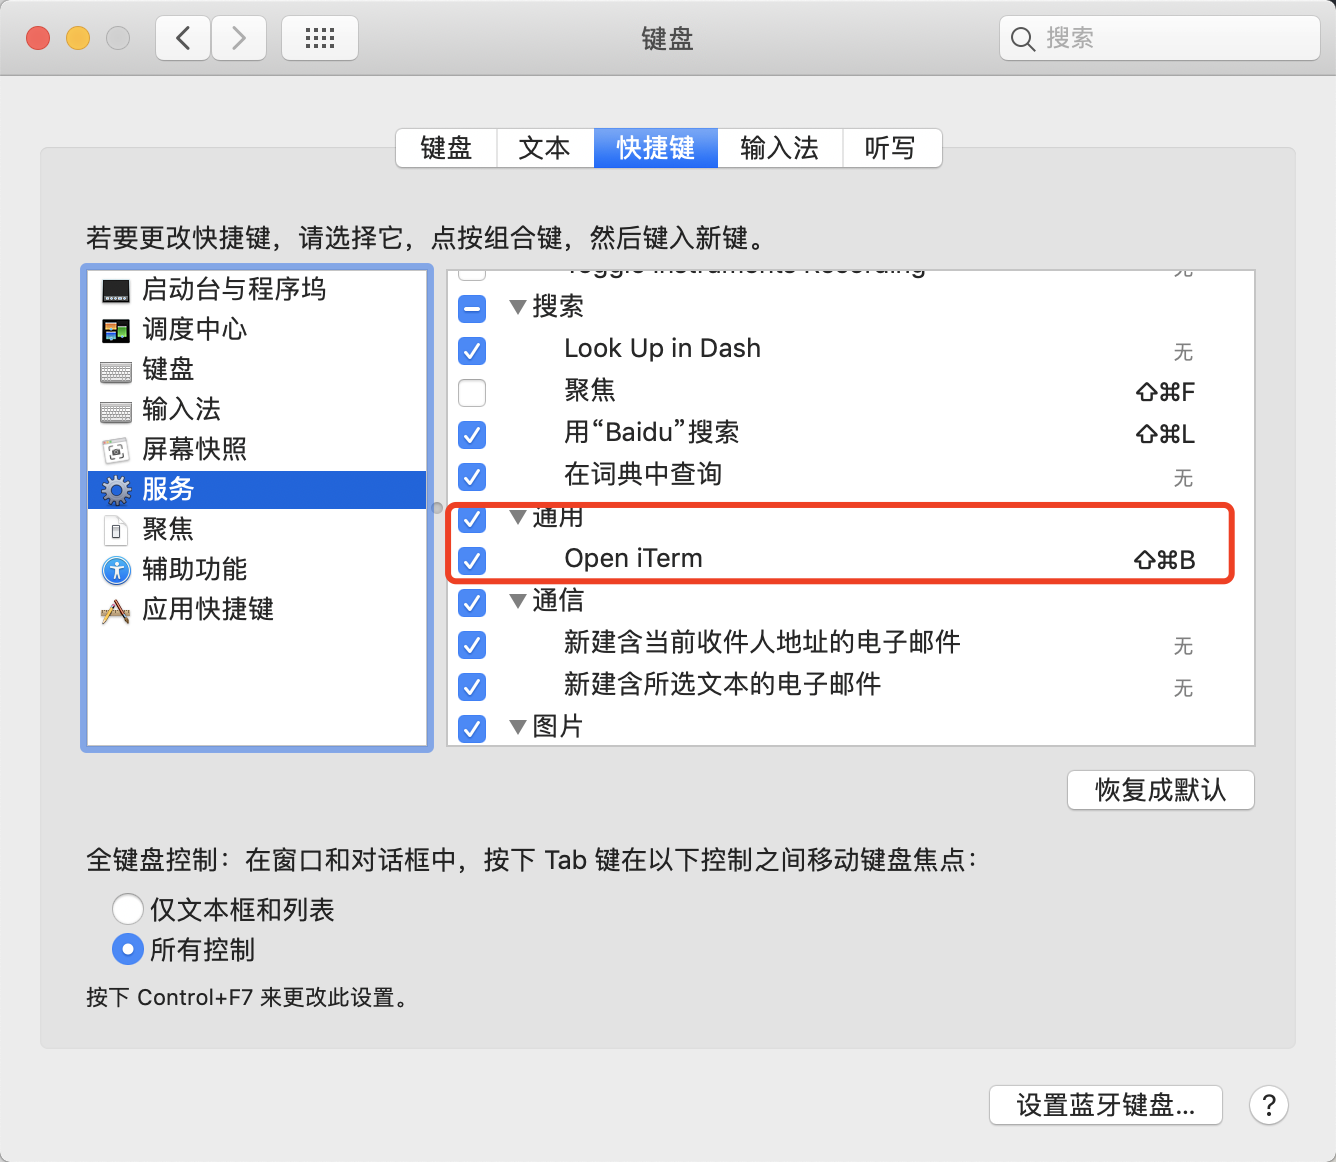 键盘
搜索
键盘 文本 快捷键 输入法 听写
若要更改快捷键，请选择它，点按组合键，然后键入新键。
启动台与程序坞
调度中心
键盘
输入法
屏幕快照
服务
聚焦
辅助功能
应用快捷键
Toggle Instruments Recording 无
▼搜索
Look Up in Dash 无
聚焦 ⇧⌘F
用“Baidu”搜索 ⇧⌘L
在词典中查询 无
▼通用
Open iTerm ⇧⌘B
▼通信
新建含当前收件人地址的电子邮件 无
新建含所选文本的电子邮件 无
▼图片
恢复成默认
全键盘控制：在窗口和对话框中，按下 Tab 键在以下控制之间移动键盘焦点：
仅文本框和列表
所有控制
按下 Control+F7 来更改此设置。
设置蓝牙键盘... ?